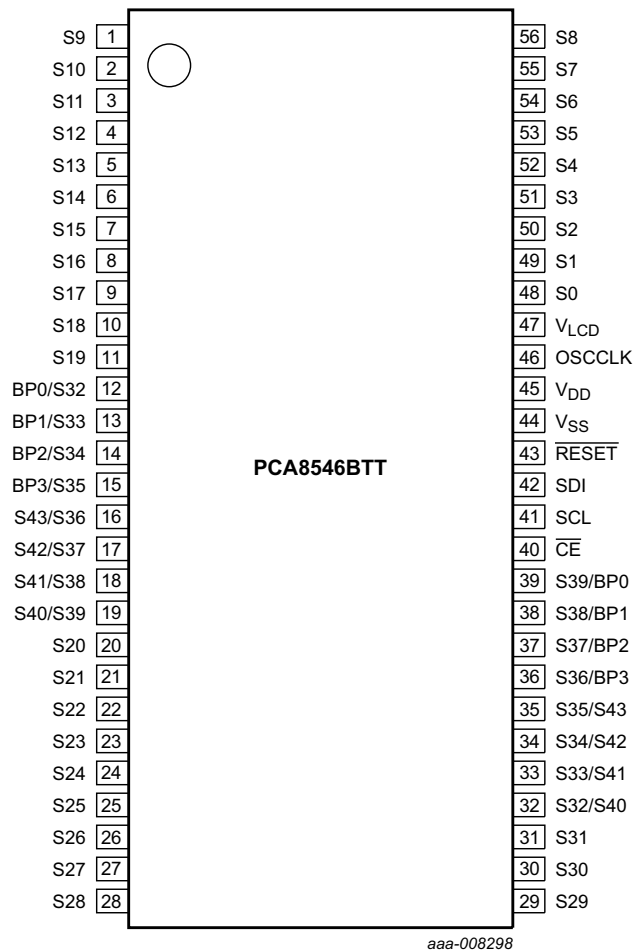 S9 1 56 S8
S10 2 55 S7
S11 3 54 S6
S12 4 53 S5
S13 5 52 S4
S14 6 51 S3
S15 7 50 S2
S16 8 49 S1
S17 9 48 S0
S18 10 47 VLCD
S19 11 46 OSCCLK
BP0/S32 12 45 VDD
BP1/S33 13 44 VSS
BP2/S34 14 43 RESET
PCA8546BTT
BP3/S35 15 42 SDI
S43/S36 16 41 SCL
S42/S37 17 40 CE
S41/S38 18 39 S39/BP0
S40/S39 19 38 S38/BP1
S20 20 37 S37/BP2
S21 21 36 S36/BP3
S22 22 35 S35/S43
S23 23 34 S34/S42
S24 24 33 S33/S41
S25 25 32 S32/S40
S26 26 31 S31
S27 27 30 S30
S28 28 29 S29
aaa-008298